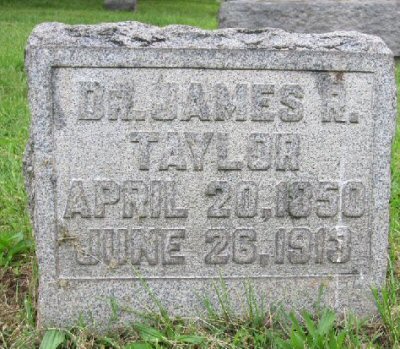 DR. JAMES R.
TAYLOR
APRIL 20, 1850
JUNE 26, 1913